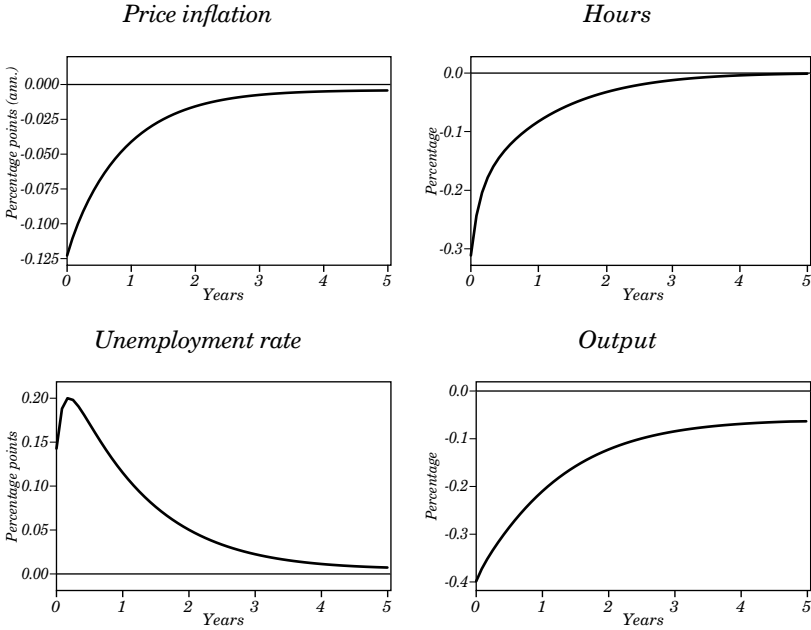 Price inflation
Hours
Percentage points (ann.)
0.000
-0.025
-0.050
-0.075
-0.100
-0.125
0 1 2 3 4 5
Years
Percentage
0.0
-0.1
-0.2
-0.3
0 1 2 3 4 5
Years
Unemployment rate
Output
Percentage points
0.20
0.15
0.10
0.05
0.00
0 1 2 3 4 5
Years
Percentage
0.0
-0.1
-0.2
-0.3
-0.4
0 1 2 3 4 5
Years